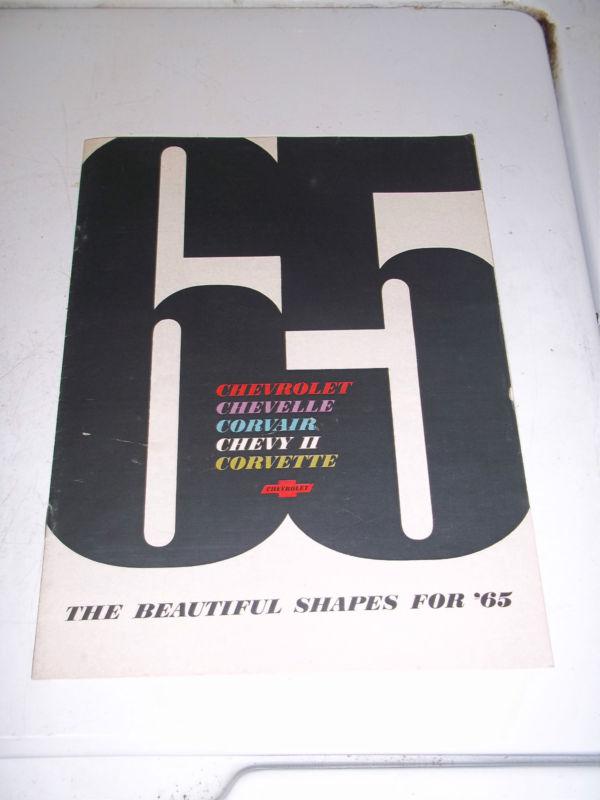 65
CHEVROLET
CHEVELLE
CORVAIR
CHEVY II
CORVETTE
CHEVROLET
THE BEAUTIFUL SHAPES FOR '65